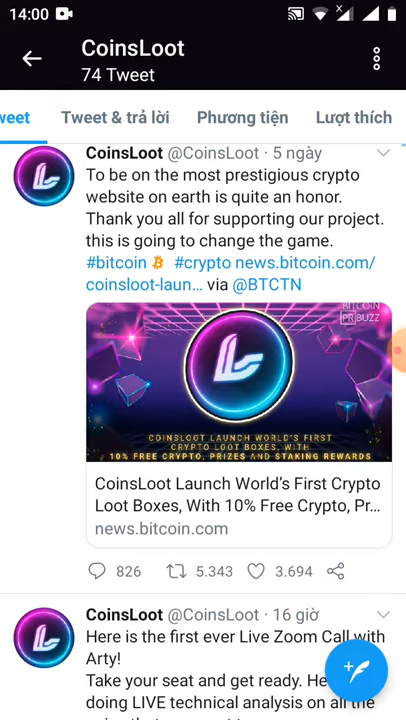 14:00
CoinsLoot
74 Tweet
weet
Tweet & trả lời
Phương tiện
Lượt thích
CoinsLoot @CoinsLoot · 5 ngày
To be on the most prestigious crypto
website on earth is quite an honor.
Thank you all for supporting our project.
this is going to change the game.
#bitcoin #crypto news.bitcoin.com/
coinsloot-laun... via @BTCTN
BITCOIN
PR BUZZ
COINSLOOT LAUNCH WORLD'S FIRST
CRYPTO LOOT BOXES, WITH
10% FREE CRYPTO, PRIZES AND STAKING REWARDS
CoinsLoot Launch World's First Crypto
Loot Boxes, With 10% Free Crypto, Pr...
news.bitcoin.com
826 5.343 3.694
CoinsLoot @CoinsLoot · 16 giờ
Here is the first ever Live Zoom Call with
Arty!
Take your seat and get ready. He
doing LIVE technical analysis on all the